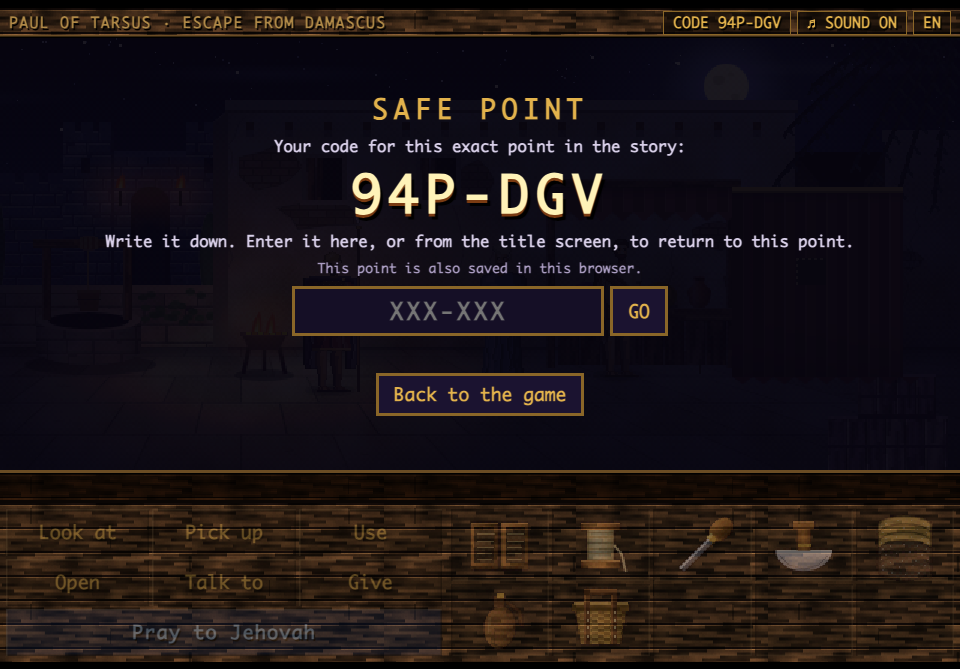 PAUL OF TARSUS · ESCAPE FROM DAMASCUS
CODE 94P-DGV
♬ SOUND ON
EN
SAFE POINT
Your code for this exact point in the story:
94P-DGV
Write it down. Enter it here, or from the title screen, to return to this point.
This point is also saved in this browser.
XXX-XXX
GO
Back to the game
Look at
Pick up
Use
Open
Talk to
Give
Pray to Jehovah